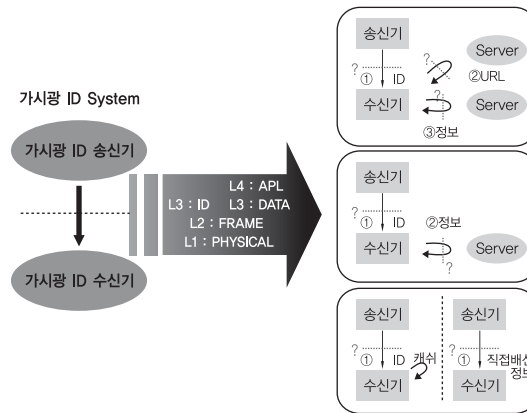 가시광 ID System
가시광 ID 송신기
가시광 ID 수신기
L4 : APL
L3 : ID L3 : DATA
L2 : FRAME
L1 : PHYSICAL
송신기
? ① ID
수신기
?
Server
②URL
?
Server
③정보
송신기
? ① ID
수신기
②정보
?
Server
송신기
? ① ID
캐쉬
수신기
송신기
? ① 직접배신
정보
수신기